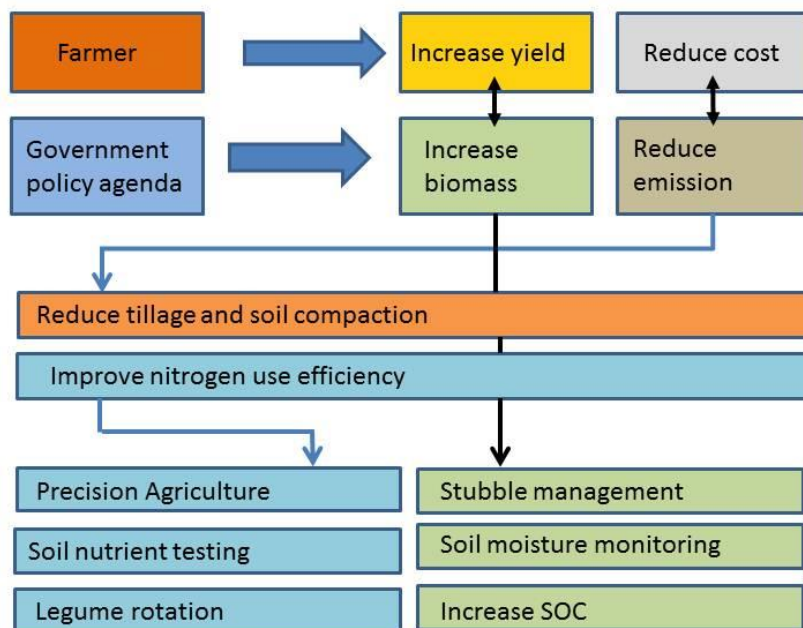 Farmer
Increase yield
Reduce cost
Government
policy agenda
Increase
biomass
Reduce
emission
Reduce tillage and soil compaction
Improve nitrogen use efficiency
Precision Agriculture
Stubble management
Soil nutrient testing
Soil moisture monitoring
Legume rotation
Increase SOC